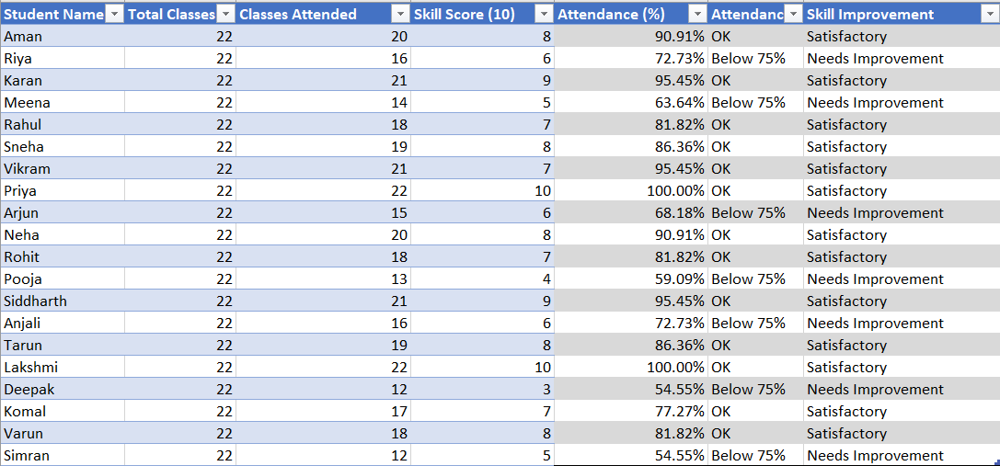 Student Name Total Classes Classes Attended Skill Score (10) Attendance (%) Attendanc Skill Improvement
Aman 22 20 8 90.91% OK Satisfactory
Riya 22 16 6 72.73% Below 75% Needs Improvement
Karan 22 21 9 95.45% OK Satisfactory
Meena 22 14 5 63.64% Below 75% Needs Improvement
Rahul 22 18 7 81.82% OK Satisfactory
Sneha 22 19 8 86.36% OK Satisfactory
Vikram 22 21 7 95.45% OK Satisfactory
Priya 22 22 10 100.00% OK Satisfactory
Arjun 22 15 6 68.18% Below 75% Needs Improvement
Neha 22 20 8 90.91% OK Satisfactory
Rohit 22 18 7 81.82% OK Satisfactory
Pooja 22 13 4 59.09% Below 75% Needs Improvement
Siddharth 22 21 9 95.45% OK Satisfactory
Anjali 22 16 6 72.73% Below 75% Needs Improvement
Tarun 22 19 8 86.36% OK Satisfactory
Lakshmi 22 22 10 100.00% OK Satisfactory
Deepak 22 12 3 54.55% Below 75% Needs Improvement
Komal 22 17 7 77.27% OK Satisfactory
Varun 22 18 8 81.82% OK Satisfactory
Simran 22 12 5 54.55% Below 75% Needs Improvement